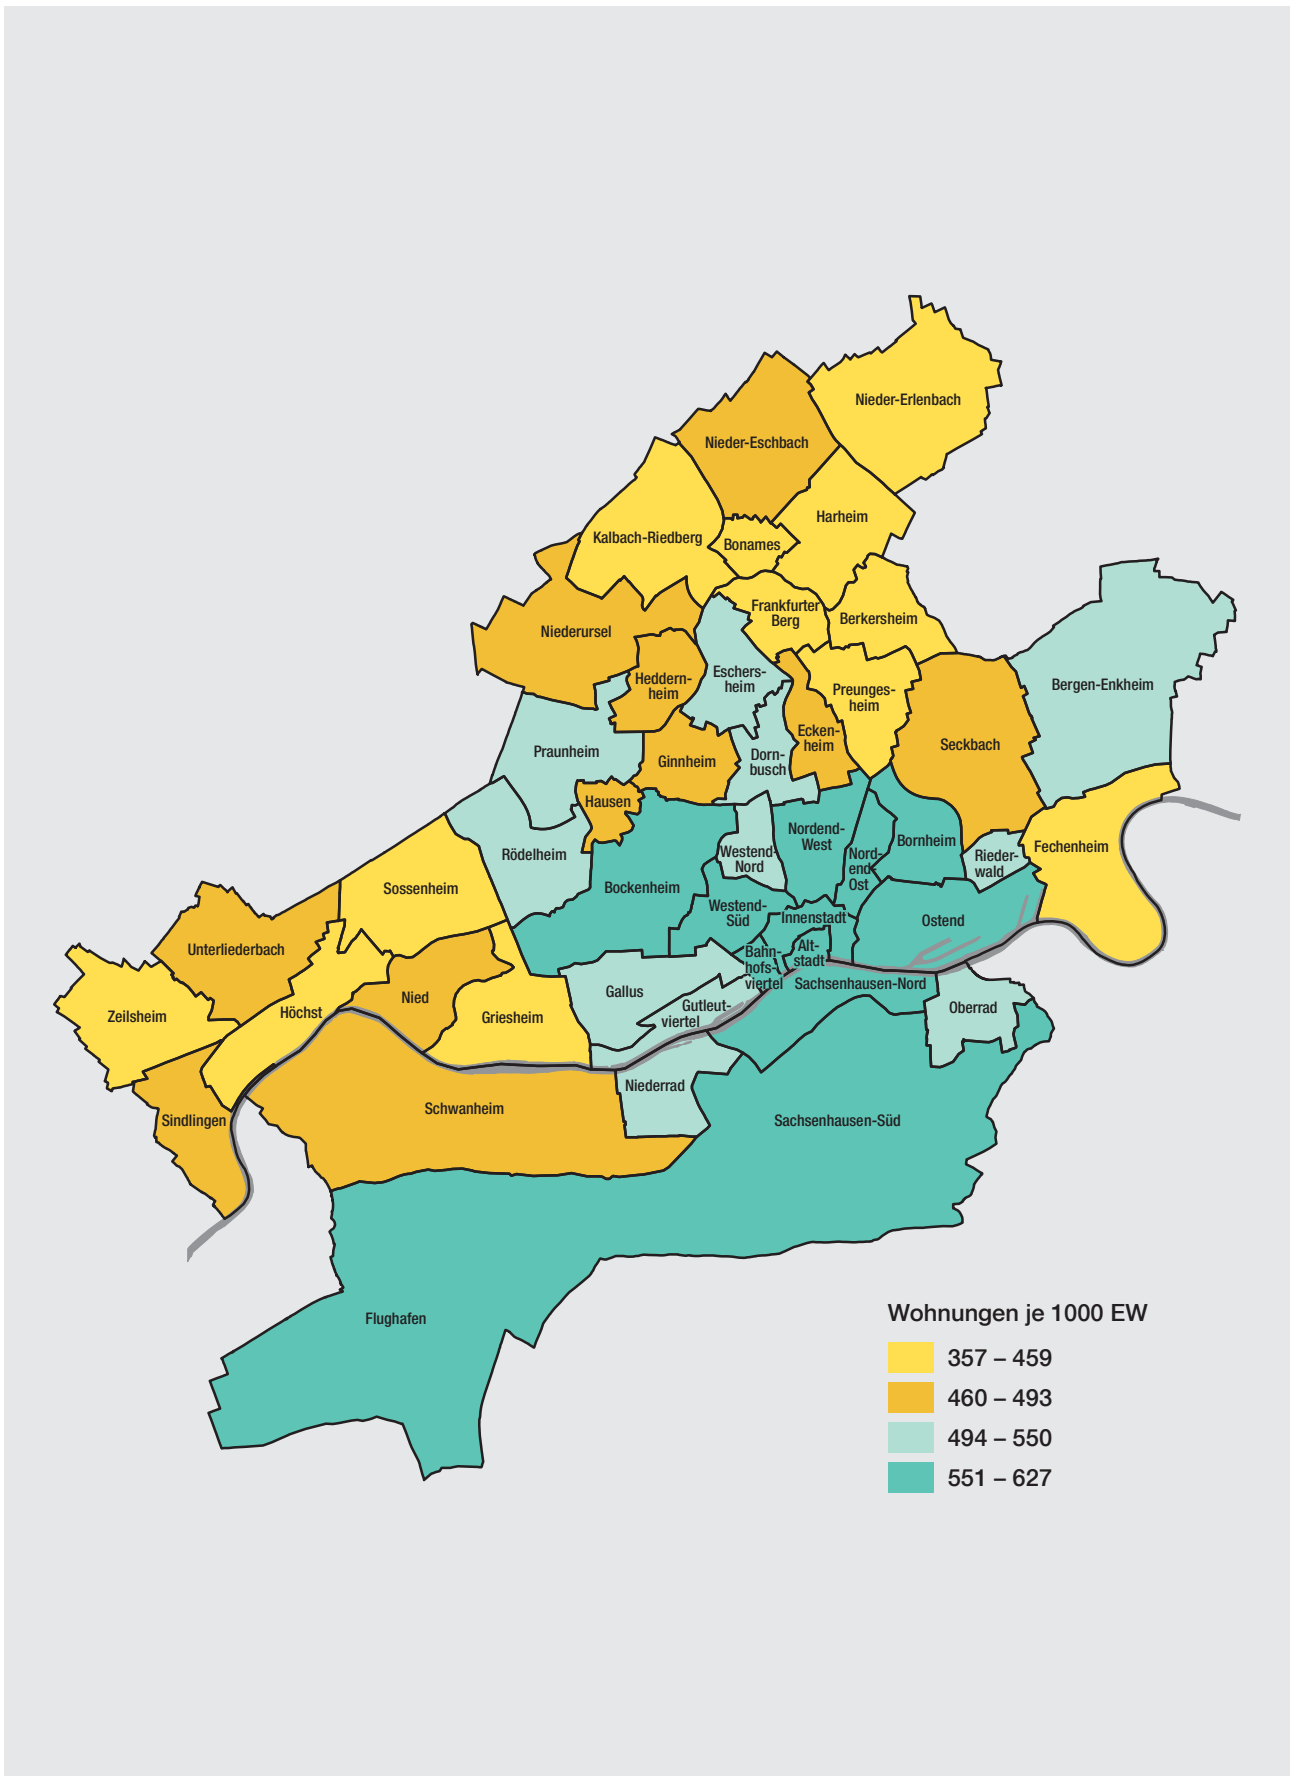 Nieder-Erlenbach
Nieder-Eschbach
Harheim
Kalbach-Riedberg
Bonames
Frankfurter
Berg
Berkersheim
Niederursel
Heddern-
heim
Eschers-
heim
Preunges-
heim
Bergen-Enkheim
Ecken-
heim
Seckbach
Praunheim
Ginnheim
Dorn-
busch
Hausen
Nordend-
West
Bornheim
Fechenheim
Rödelheim
Westend-
Nord
Nord-
end-
Ost
Rieder-
wald
Sossenheim
Bockenheim
Westend-
Süd
Innenstadt
Ostend
Unterliederbach
Bahn-
hofs-
viertel
Alt-
stadt
Sachsenhausen-Nord
Gallus
Nied
Gutleut-
viertel
Oberrad
Zeilsheim
Höchst
Griesheim
Niederrad
Schwanheim
Sindlingen
Sachsenhausen-Süd
Flughafen
Wohnungen je 1000 EW
357 – 459
460 – 493
494 – 550
551 – 627